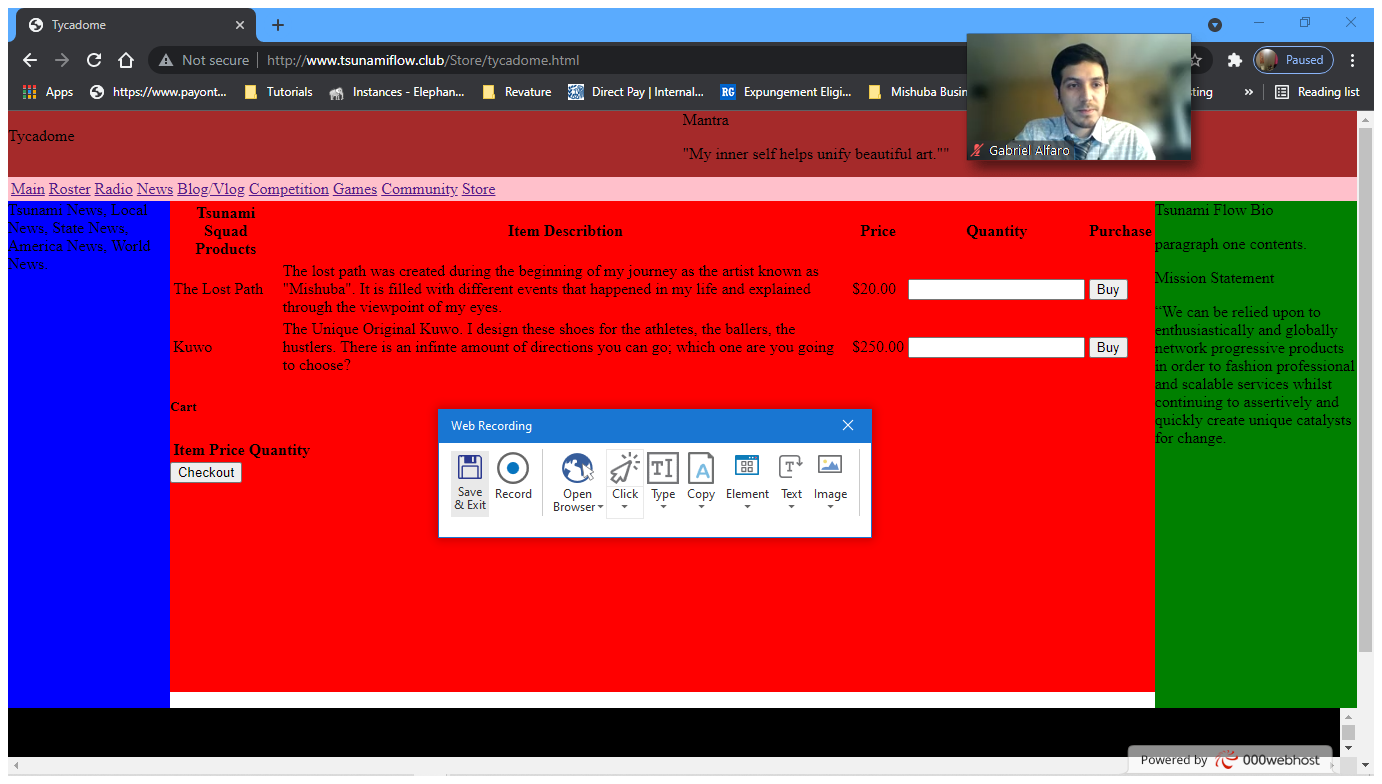 Tycadome
Not secure
http://www.tsunamiflow.club/Store/tycadome.html
Paused
Apps
https://www.payont...
Tutorials
Instances - Elephan...
Revature
Direct Pay | Internal...
RG
Expungement Eligi...
Mishuba Busin
ting
»
Reading list
Gabriel Alfaro
Tycadome
Mantra
"My inner self helps unify beautiful art.""
Main Roster Radio News Blog/Vlog Competition Games Community Store
Tsunami News, Local
News, State News,
America News, World
News.
Tsunami
Squad
Products
Item Describtion
Price
Quantity
Purchase
The Lost Path
The lost path was created during the beginning of my journey as the artist known as
"Mishuba". It is filled with different events that happened in my life and explained
through the viewpoint of my eyes.
$20.00
Buy
Kuwo
The Unique Original Kuwo. I design these shoes for the athletes, the ballers, the
hustlers. There is an infinte amount of directions you can go; which one are you going
to choose?
$250.00
Buy
Cart
Item Price Quantity
Checkout
Web Recording
Save
& Exit
Record
Open
Browser
Click
Type
Copy
Element
Text
Image
Tsunami Flow Bio
paragraph one contents.
Mission Statement
"We can be relied upon to
enthusiastically and globally
network progressive products
in order to fashion professional
and scalable services whilst
continuing to assertively and
quickly create unique catalysts
for change.
Powered by 000webhost